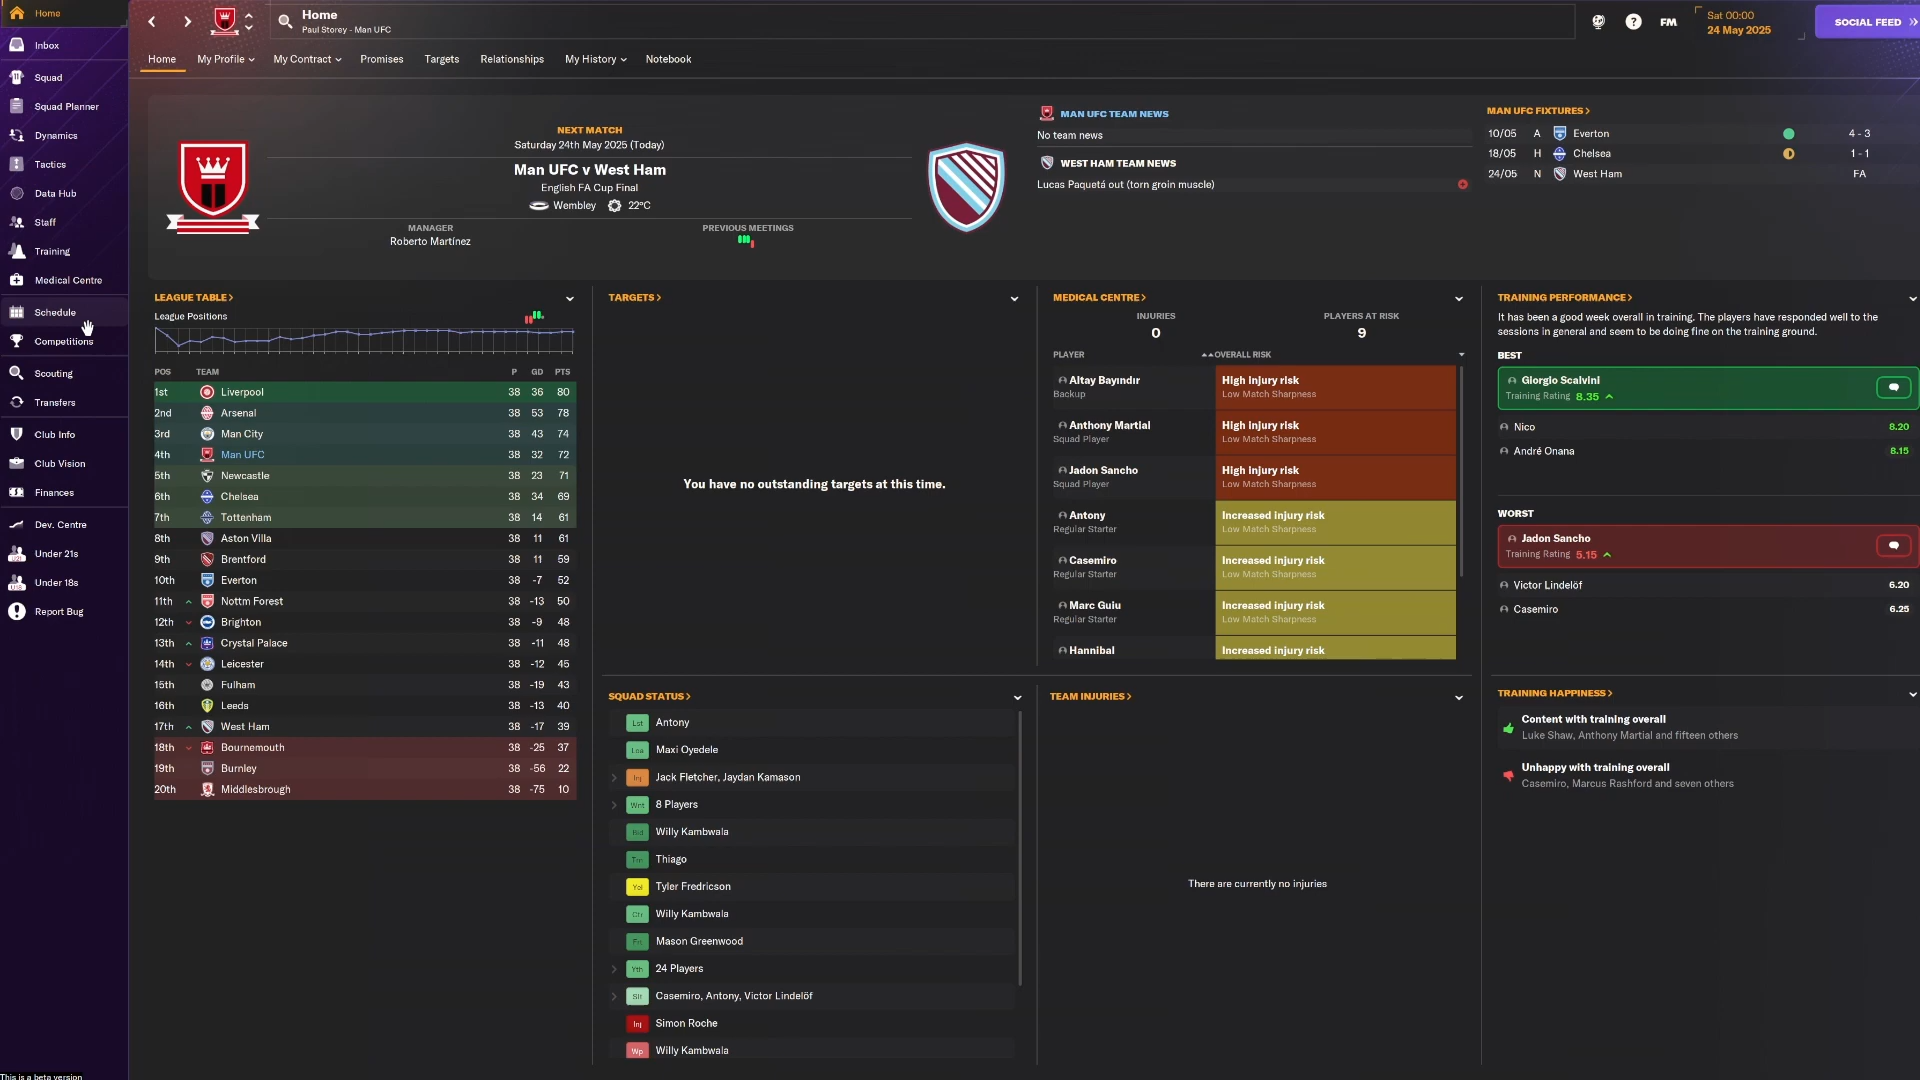 Home
Inbox
Squad
Squad Planner
Dynamics
Tactics
Data Hub
Staff
Training
Medical Centre
Schedule
Competitions
Scouting
Transfers
Club Info
Club Vision
Finances
Dev. Centre
Under 21s
Under 18s
Report Bug
This is a beta version
Home
Paul Storey - Man UFC
FM
Sat 00:00
24 May 2025
SOCIAL FEED
Home My Profile My Contract Promises Targets Relationships My History Notebook
NEXT MATCH
Saturday 24th May 2025 (Today)
Man UFC v West Ham
English FA Cup Final
Wembley 22°C
MANAGER
Roberto Martínez
PREVIOUS MEETINGS
MAN UFC TEAM NEWS
No team news
WEST HAM TEAM NEWS
Lucas Paquetá out (torn groin muscle)
MAN UFC FIXTURES >
10/05 A Everton 4 - 3
18/05 H Chelsea 1 - 1
24/05 N West Ham FA
LEAGUE TABLE >
League Positions
POS TEAM P GD PTS
1st Liverpool 38 36 80
2nd Arsenal 38 53 78
3rd Man City 38 43 74
4th Man UFC 38 32 72
5th Newcastle 38 23 71
6th Chelsea 38 34 69
7th Tottenham 38 14 61
8th Aston Villa 38 11 61
9th Brentford 38 11 59
10th Everton 38 -7 52
11th Nottm Forest 38 -13 50
12th Brighton 38 -9 48
13th Crystal Palace 38 -11 48
14th Leicester 38 -12 45
15th Fulham 38 -19 43
16th Leeds 38 -13 40
17th West Ham 38 -17 39
18th Bournemouth 38 -25 37
19th Burnley 38 -56 22
20th Middlesbrough 38 -75 10
TARGETS >
You have no outstanding targets at this time.
SQUAD STATUS >
Lst Antony
Loa Maxi Oyedele
Inj Jack Fletcher, Jaydan Kamason
Wnt 8 Players
Willy Kambwala
Thiago
Yel Tyler Fredricson
Ctr Willy Kambwala
Mason Greenwood
Yth 24 Players
Slt Casemiro, Antony, Victor Lindelöf
Inj Simon Roche
Wp Willy Kambwala
MEDICAL CENTRE >
INJURIES
0
PLAYERS AT RISK
9
PLAYER OVERALL RISK
Altay Bayındır High injury risk
Backup Low Match Sharpness
Anthony Martial High injury risk
Squad Player Low Match Sharpness
Jadon Sancho High injury risk
Squad Player Low Match Sharpness
Antony Increased injury risk
Regular Starter Low Match Sharpness
Casemiro Increased injury risk
Regular Starter Low Match Sharpness
Marc Guiu Increased injury risk
Regular Starter Low Match Sharpness
Hannibal Increased injury risk
TEAM INJURIES >
There are currently no injuries
TRAINING PERFORMANCE >
It has been a good week overall in training. The players have responded well to the
sessions in general and seem to be doing fine on the training ground.
BEST
Giorgio Scalvini
Training Rating 8.35
Nico 8.20
André Onana 8.15
WORST
Jadon Sancho
Training Rating 5.15
Victor Lindelöf 6.20
Casemiro 6.25
TRAINING HAPPINESS >
Content with training overall
Luke Shaw, Anthony Martial and fifteen others
Unhappy with training overall
Casemiro, Marcus Rashford and seven others